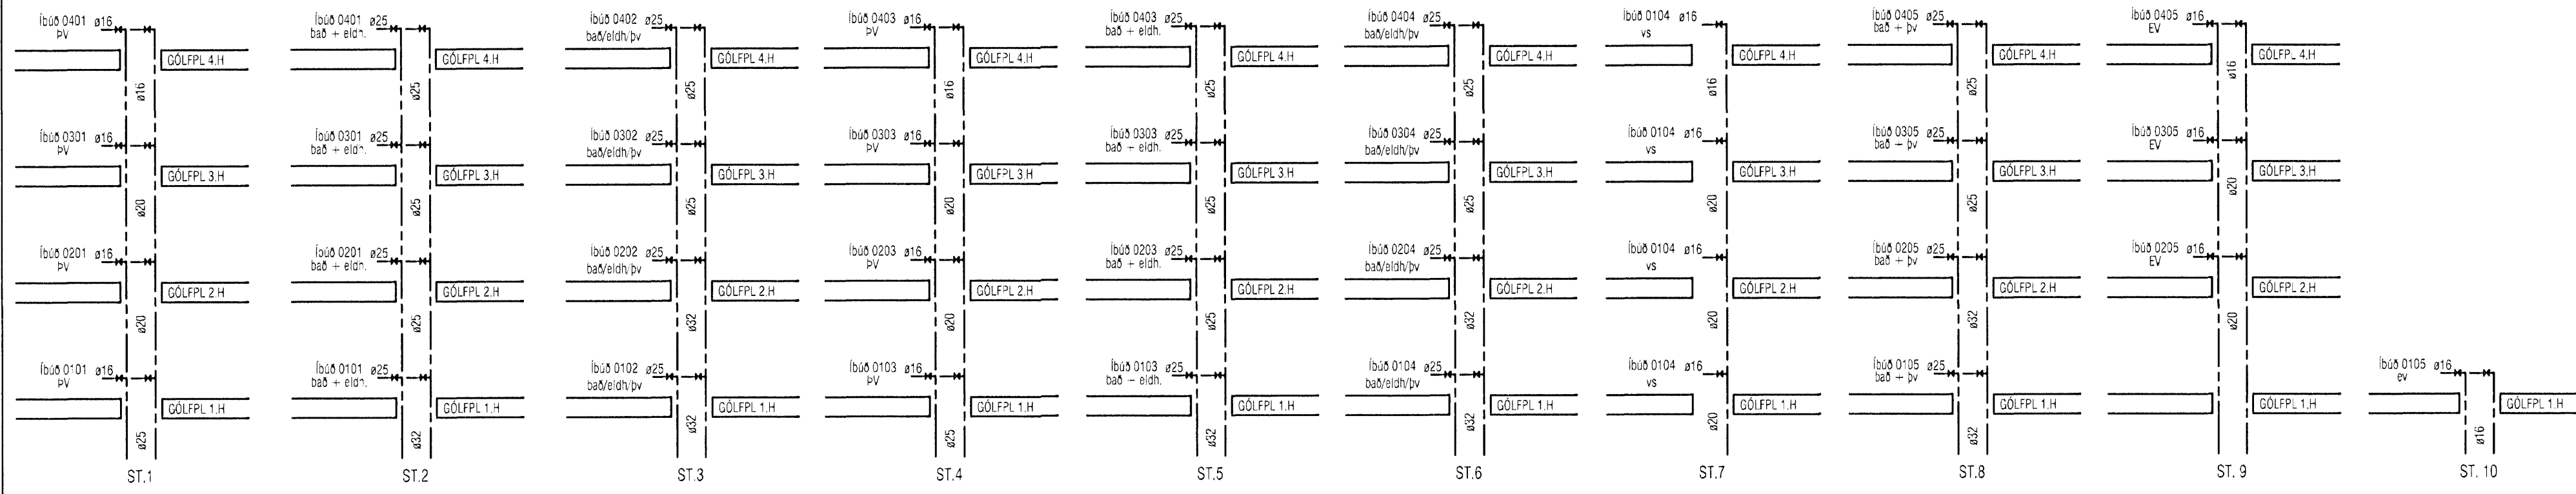 Íbúð 0401 ø16
ÞV
GÓLFPL 4.H
ø16
Íbúð 0301 ø16
ÞV
GÓLFPL 3.H
ø20
Íbúð 0201 ø16
ÞV
GÓLFPL 2.H
ø20
Íbúð 0101 ø16
ÞV
GÓLFPL 1.H
ø25
ST.1
Íbúð 0401 ø25
bað + eldh.
GÓLFPL 4.H
ø25
Íbúð 0301 ø25
bað + eldh.
GÓLFPL 3.H
ø25
Íbúð 0201 ø25
bað + eldh.
GÓLFPL 2.H
ø25
Íbúð 0101 ø25
bað + eldh.
GÓLFPL 1.H
ø32
ST.2
Íbúð 0402 ø25
bað/eldh/þv
GÓLFPL 4.H
ø25
Íbúð 0302 ø25
bað/eldh/þv
GÓLFPL 3.H
ø25
Íbúð 0202 ø25
bað/eldh/þv
GÓLFPL 2.H
ø32
Íbúð 0102 ø25
bað/eldh/þv
GÓLFPL 1.H
ø32
ST.3
Íbúð 0403 ø16
ÞV
GÓLFPL 4.H
ø16
Íbúð 0303 ø16
ÞV
GÓLFPL 3.H
ø20
Íbúð 0203 ø16
ÞV
GÓLFPL 2.H
ø20
Íbúð 0103 ø16
ÞV
GÓLFPL 1.H
ø25
ST.4
Íbúð 0403 ø25
bað + eldh.
GÓLFPL 4.H
ø25
Íbúð 0303 ø25
bað + eldh.
GÓLFPL 3.H
ø25
Íbúð 0203 ø25
bað + eldh.
GÓLFPL 2.H
ø25
Íbúð 0103 ø25
bað + eldh.
GÓLFPL 1.H
ø32
ST.5
Íbúð 0404 ø25
bað/eldh/þv
GÓLFPL 4.H
ø25
Íbúð 0304 ø25
bað/eldh/þv
GÓLFPL 3.H
ø25
Íbúð 0204 ø25
bað/eldh/þv
GÓLFPL 2.H
ø32
Íbúð 0104 ø25
bað/eldh/þv
GÓLFPL 1.H
ø32
ST.6
Íbúð 0104 ø16
vs
GÓLFPL 4.H
ø16
Íbúð 0104 ø16
vs
GÓLFPL 3.H
ø20
Íbúð 0104 ø16
vs
GÓLFPL 2.H
ø20
Íbúð 0104 ø16
vs
GÓLFPL 1.H
ø20
ST.7
Íbúð 0405 ø25
bað + þv
GÓLFPL 4.H
ø25
Íbúð 0305 ø25
bað + þv
GÓLFPL 3.H
ø25
Íbúð 0205 ø25
bað + þv
GÓLFPL 2.H
ø32
Íbúð 0105 ø25
bað + þv
GÓLFPL 1.H
ø32
ST.8
Íbúð 0405 ø16
EV
GÓLFPL 4.H
ø16
Íbúð 0305 ø16
EV
GÓLFPL 3.H
ø20
Íbúð 0205 ø16
EV
GÓLFPL 2.H
ø20
GÓLFPL 1.H
ST. 9
Íbúð 0105 ø16
ev
GÓLFPL 1.H
ø16
ST. 10